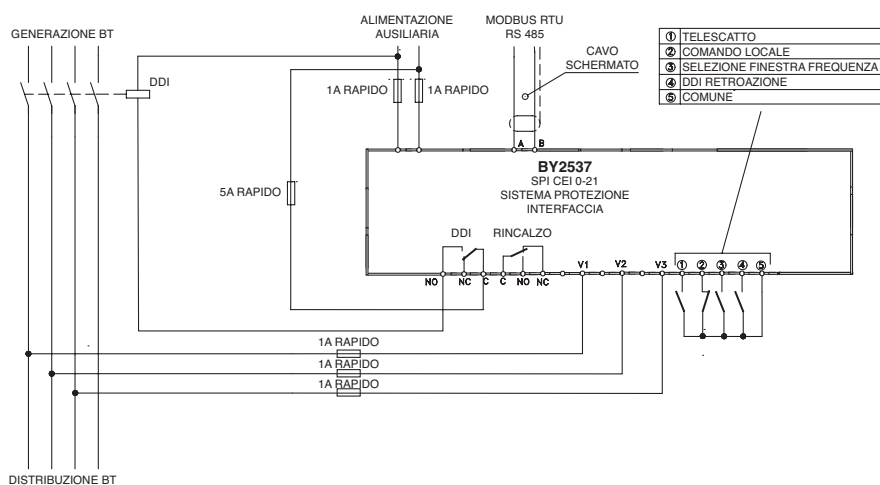 ALIMENTAZIONE
AUSILIARIA
MODBUS RTU
RS 485
GENERAZIONE BT
CAVO
SCHERMATO
① TELESCATTO
② COMANDO LOCALE
③ SELEZIONE FINESTRA FREQUENZA
④ DDI RETROAZIONE
⑤ COMUNE
DDI
1A RAPIDO
1A RAPIDO
A B
BY2537
SPI CEI 0-21
SISTEMA PROTEZIONE
INTERFACCIA
5A RAPIDO
DDI RINCALZO
V1 V2 V3 ① ② ③ ④ ⑤
NO NC C C NO NC
1A RAPIDO
1A RAPIDO
1A RAPIDO
DISTRIBUZIONE BT